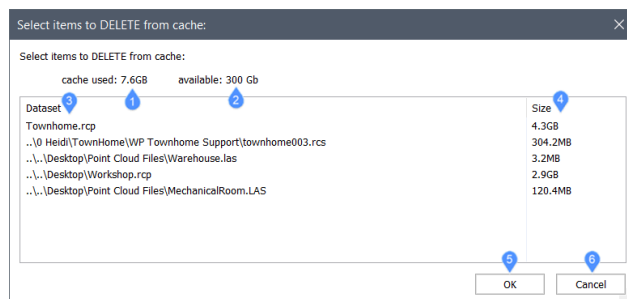 Select items to DELETE from cache:
Select items to DELETE from cache:
cache used: 7.6GB available: 300 Gb
1 2
3 4
Dataset Size
Townhome.rcp 4.3GB
..\0 Heidi\TownHome\WP Townhome Support\townhome003.rcs 304.2MB
..\..\Desktop\Point Cloud Files\Warehouse.las 3.2MB
..\..\Desktop\Workshop.rcp 2.9GB
..\..\Desktop\Point Cloud Files\MechanicalRoom.LAS 120.4MB
5 6
OK Cancel